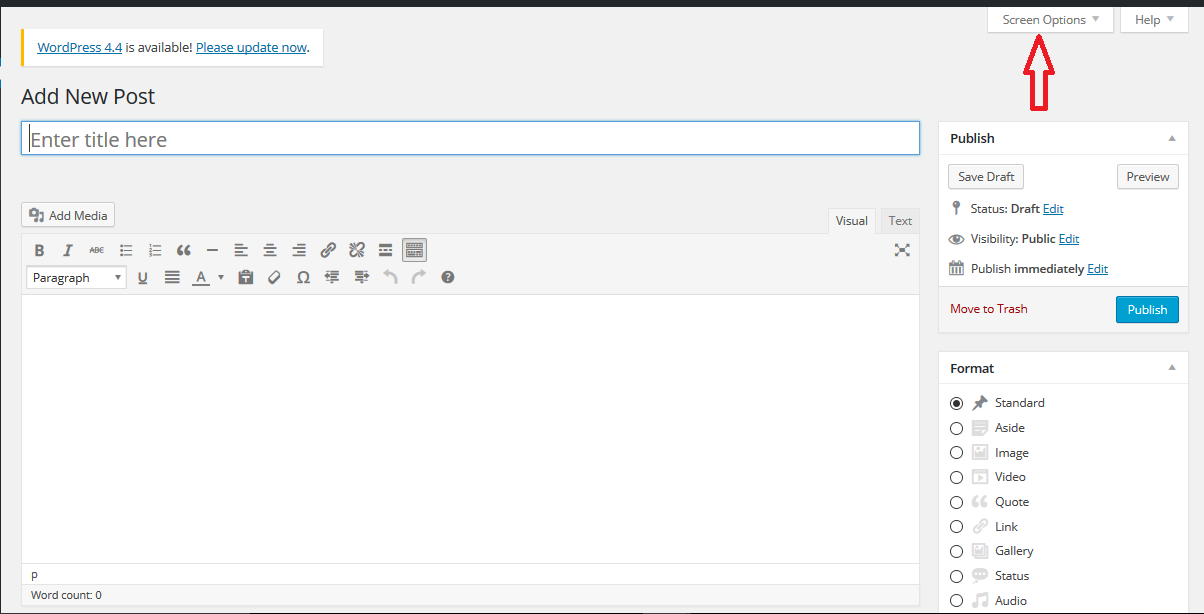 Screen Options
Help
WordPress 4.4 is available! Please update now.
Add New Post
Enter title here
Publish
Save Draft
Preview
Add Media
Visual
Text
Status: Draft Edit
Visibility: Public Edit
B I ABC
Publish immediately Edit
Paragraph
U A Ω
Move to Trash
Publish
Format
Standard
Aside
Image
Video
Quote
Link
Gallery
Status
Audio
p
Word count: 0